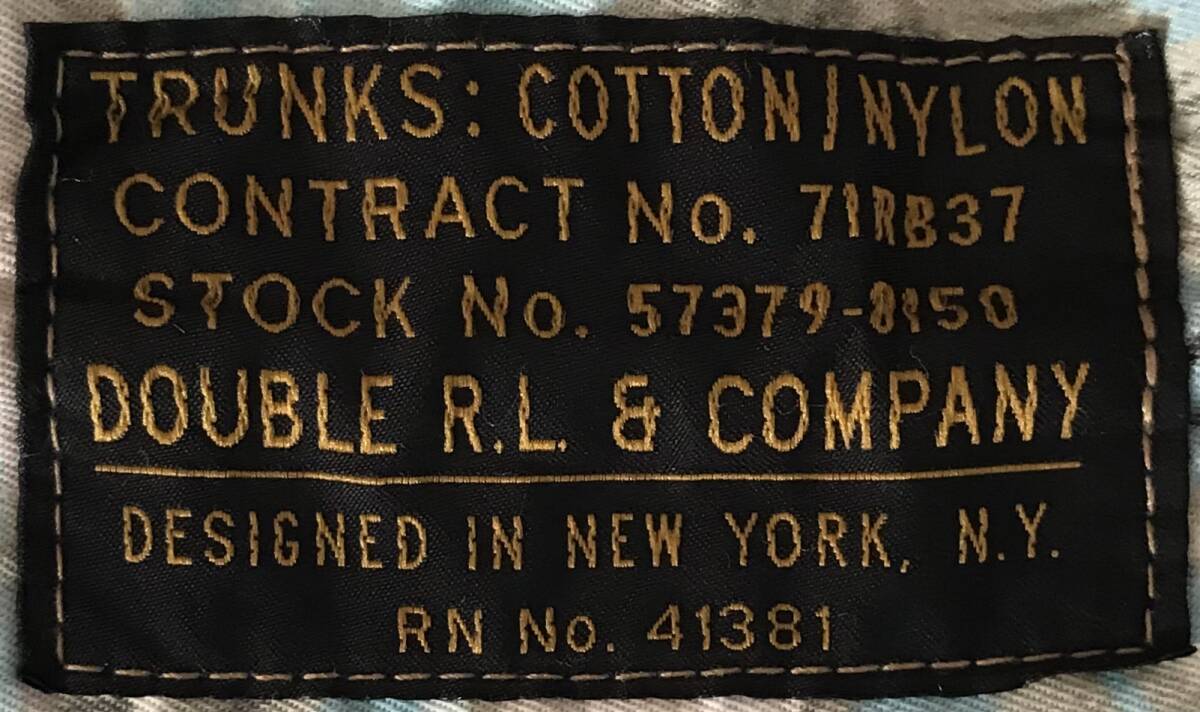 TRUNKS: COTTON/NYLON
CONTRACT No. 71RB37
STOCK No. 57379-8150
DOUBLE R.L. & COMPANY
DESIGNED IN NEW YORK, N.Y.
RN No. 41381